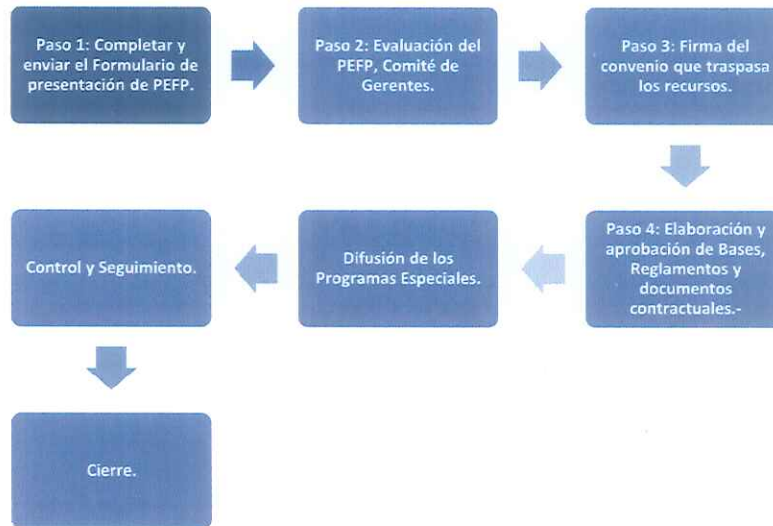 Paso 1: Completar y
enviar el Formulario de
presentación de PEFP.
Paso 2: Evaluación del
PEFP, Comité de
Gerentes.
Paso 3: Firma del
convenio que traspasa
los recursos.
Paso 4: Elaboración y
aprobación de Bases,
Reglamentos y
documentos
contractuales.-
Difusión de los
Programas Especiales.
Control y Seguimiento.
Cierre.